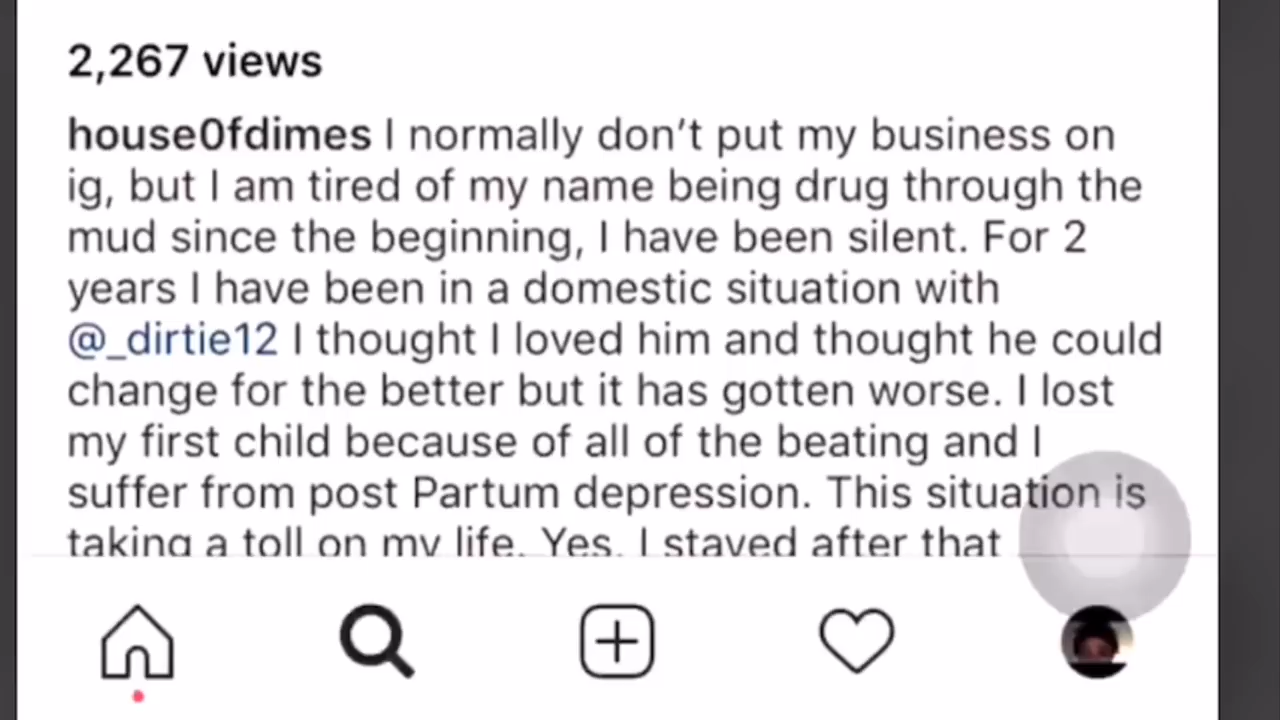 2,267 views
house0fdimes I normally don't put my business on
ig, but I am tired of my name being drug through the
mud since the beginning, I have been silent. For 2
years I have been in a domestic situation with
@_dirtie12 I thought I loved him and thought he could
change for the better but it has gotten worse. I lost
my first child because of all of the beating and I
suffer from post Partum depression. This situation is
taking a toll on my life. Yes, I stayed after that